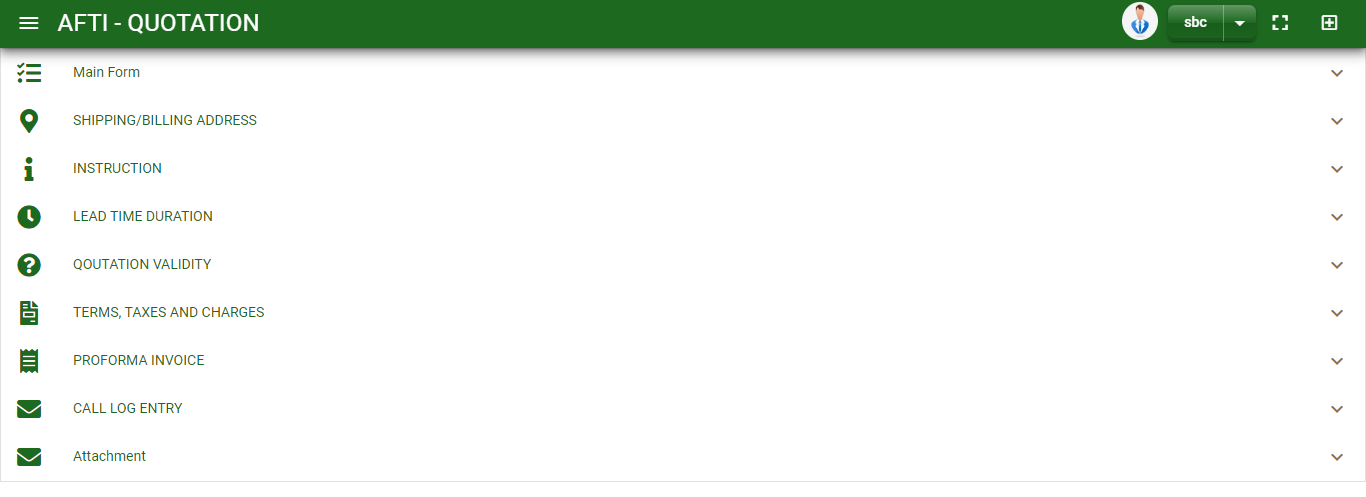 AFTI - QUOTATION
sbc
Main Form
SHIPPING/BILLING ADDRESS
INSTRUCTION
LEAD TIME DURATION
QOUTATION VALIDITY
TERMS, TAXES AND CHARGES
PROFORMA INVOICE
CALL LOG ENTRY
Attachment